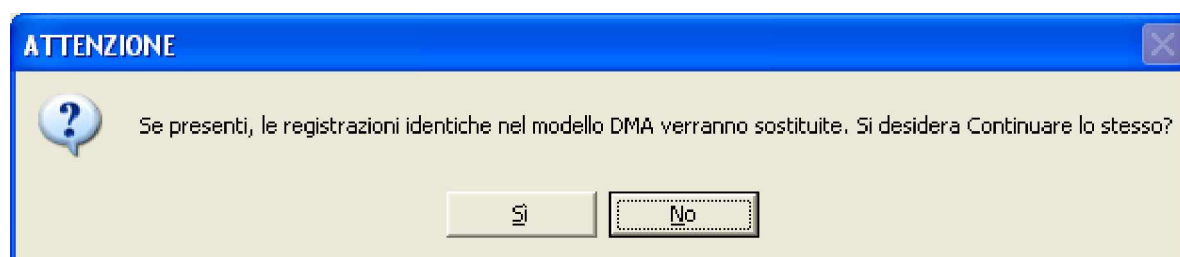 ATTENZIONE
Se presenti, le registrazioni identiche nel modello DMA verranno sostituite. Si desidera Continuare lo stesso?
Sì
No